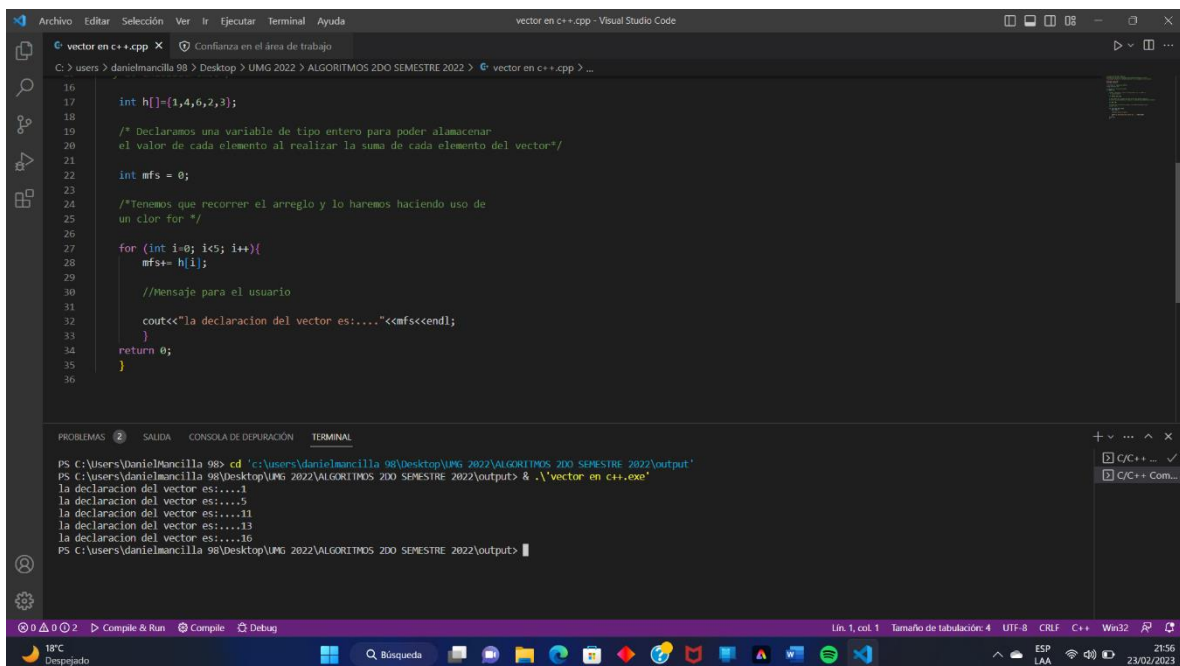 Archivo Editar Selección Ver Ir Ejecutar Terminal Ayuda
vector en c++.cpp - Visual Studio Code
vector en c++.cpp
Confianza en el área de trabajo
C: > users > danielmancilla 98 > Desktop > UMG 2022 > ALGORITMOS 2DO SEMESTRE 2022 > vector en c++.cpp > ...
16
17 int h[]={1,4,6,2,3};
18
19 /* Declaramos una variable de tipo entero para poder alamacenar
20 el valor de cada elemento al realizar la suma de cada elemento del vector*/
21
22 int mfs = 0;
23
24 /*Tenemos que recorrer el arreglo y lo haremos haciendo uso de
25 un clor for */
26
27 for (int i=0; i<5; i++){
28 mfs+= h[i];
29
30 //Mensaje para el usuario
31
32 cout<<"la declaracion del vector es:...."<<mfs<<endl;
33 }
34 return 0;
35 }
36
PROBLEMAS 2 SALIDA CONSOLA DE DEPURACIÓN TERMINAL
PS C:\Users\DanielMancilla 98> cd 'c:\users\danielmancilla 98\Desktop\UMG 2022\ALGORITMOS 2DO SEMESTRE 2022\output'
PS C:\users\danielmancilla 98\Desktop\UMG 2022\ALGORITMOS 2DO SEMESTRE 2022\output> & .\'vector en c++.exe'
la declaracion del vector es:....1
la declaracion del vector es:....5
la declaracion del vector es:....11
la declaracion del vector es:....13
la declaracion del vector es:....16
PS C:\users\danielmancilla 98\Desktop\UMG 2022\ALGORITMOS 2DO SEMESTRE 2022\output>
C/C++ ...
C/C++ Com...
0 0 2 Compile & Run Compile Debug
Lín. 1, col. 1 Tamaño de tabulación: 4 UTF-8 CRLF C++ Win32
18°C
Despejado
Búsqueda
ESP
LAA
21:56
23/02/2023